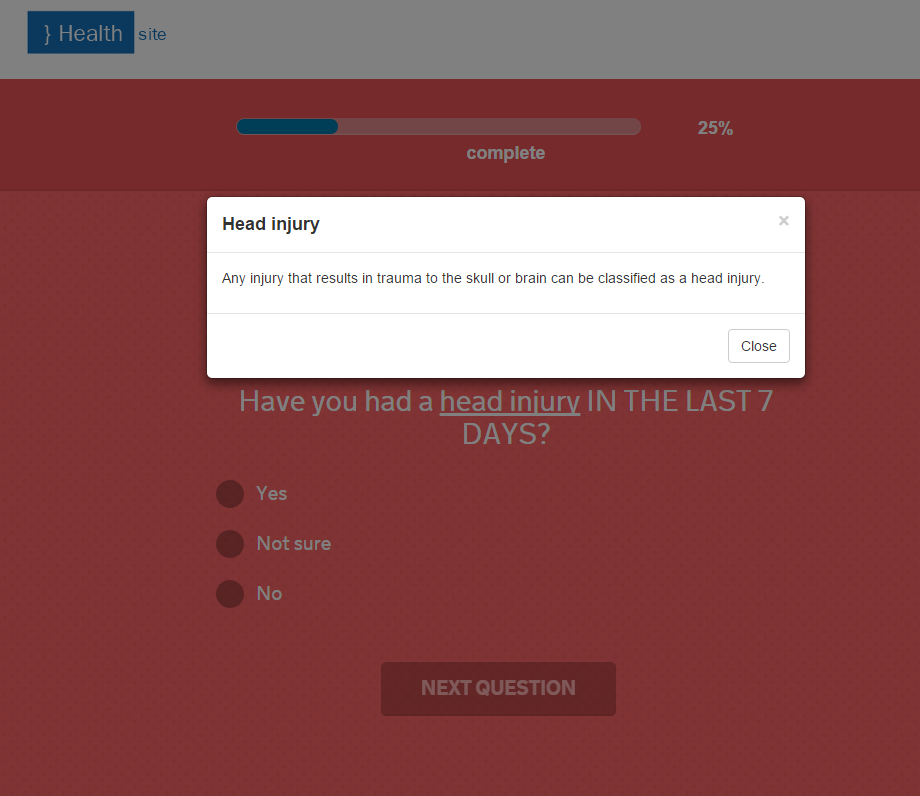 } Health site
25%
complete
Head injury ×
Any injury that results in trauma to the skull or brain can be classified as a head injury.
Close
Have you had a head injury IN THE LAST 7
DAYS?
Yes
Not sure
No
NEXT QUESTION